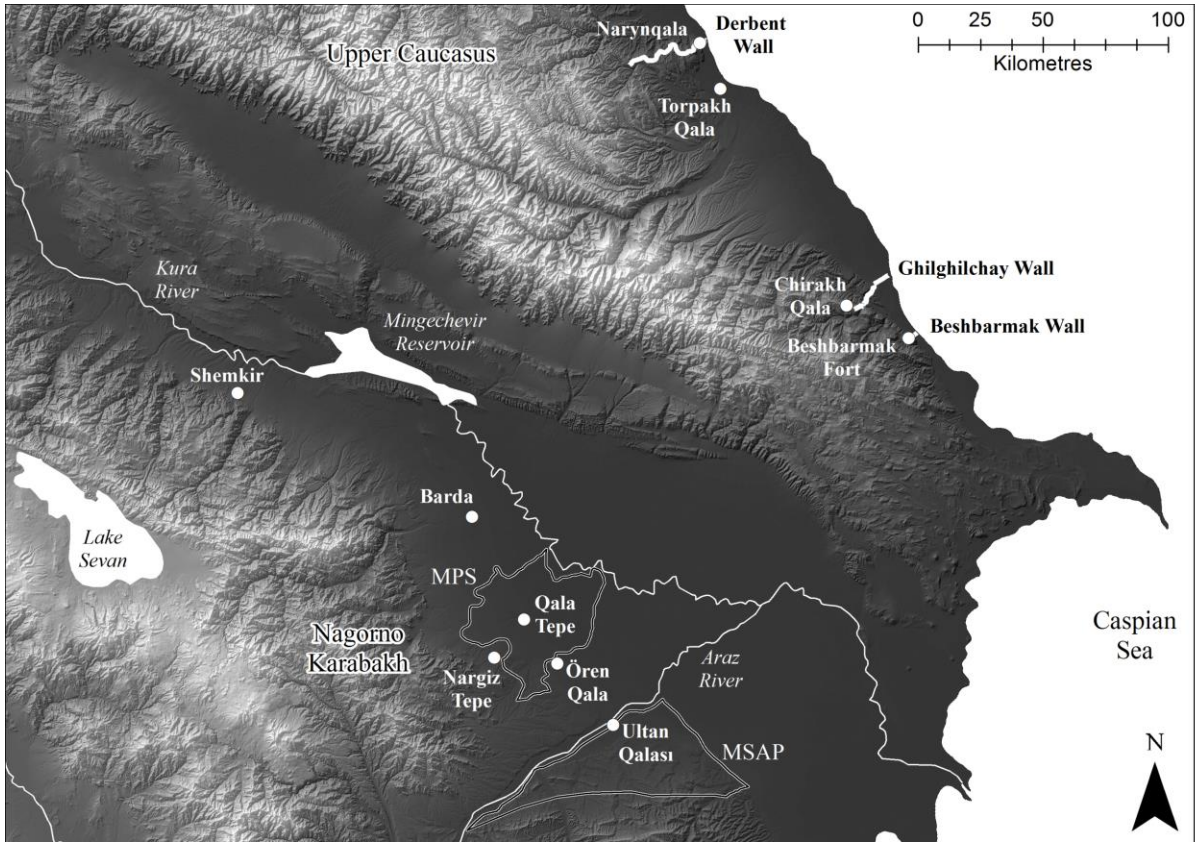 0 25 50 100
Kilometres
Narynqala
Derbent
Wall
Upper Caucasus
Torpakh
Qala
Kura
River
Ghilghilchay Wall
Chirakh
Qala
Mingechevir
Reservoir
Beshbarmak Wall
Beshbarmak
Fort
Shemkir
Barda
Lake
Sevan
MPS
Qala
Tepe
Caspian
Sea
Nagorno
Karabakh
Nargiz
Tepe
Ören
Qala
Araz
River
Ultan
Qalası
MSAP
N